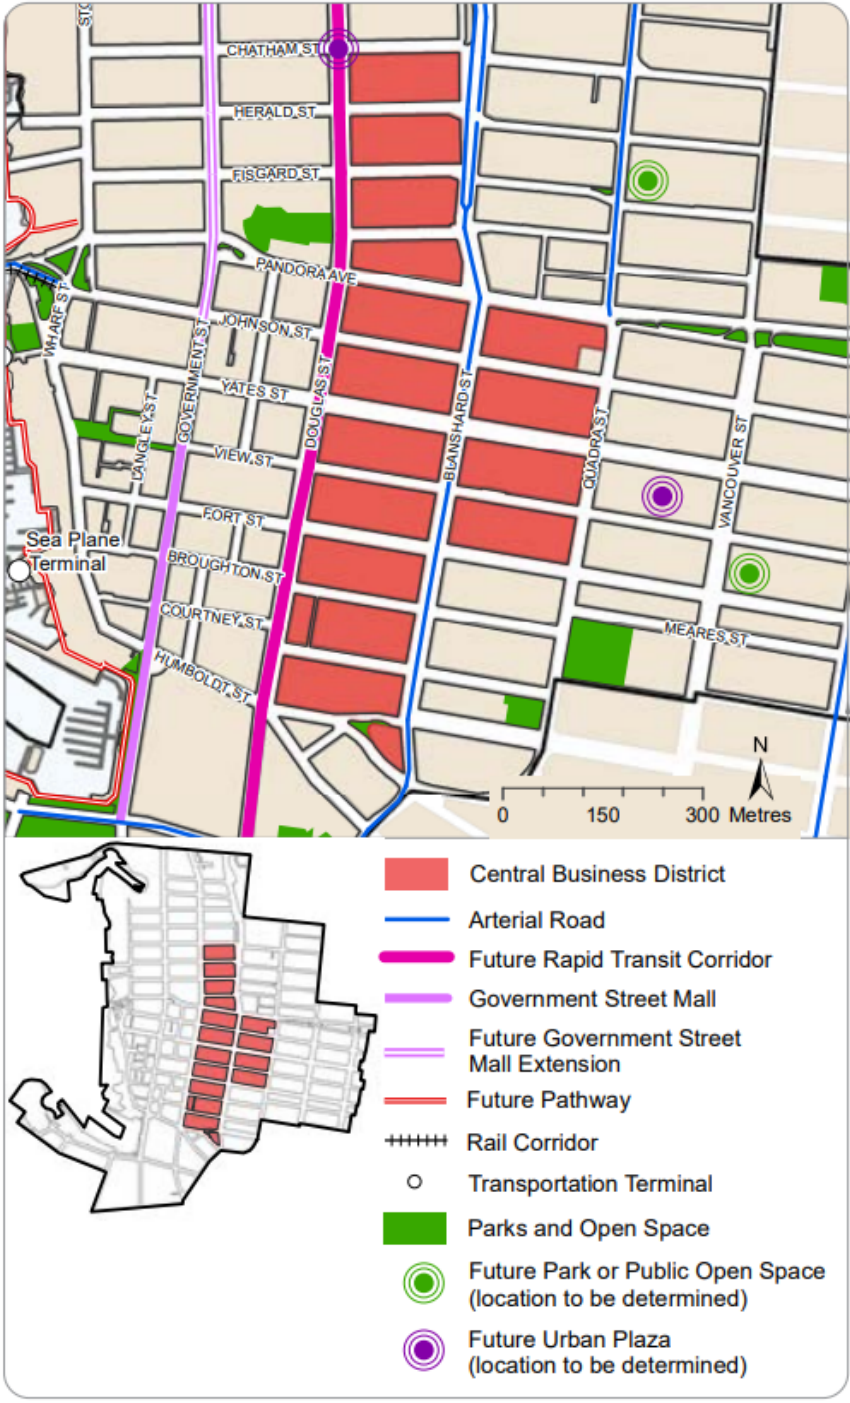 STO
CHATHAM ST
HERALD ST
FISGARD ST
PANDORA AVE
WHARF ST
JOHNSON ST
GOVERNMENT ST
YATES ST
DOUGLAS ST
BLANSHARD ST
LANGLEY ST
QUADRA ST
VANCOUVER ST
VIEW ST
FORT ST
Sea Plane
Terminal
BROUGHTON ST
COURTNEY ST
MEARES ST
HUMBOLDT ST
N
0 150 300 Metres
Central Business District
Arterial Road
Future Rapid Transit Corridor
Government Street Mall
Future Government Street
Mall Extension
Future Pathway
Rail Corridor
Transportation Terminal
Parks and Open Space
Future Park or Public Open Space
(location to be determined)
Future Urban Plaza
(location to be determined)